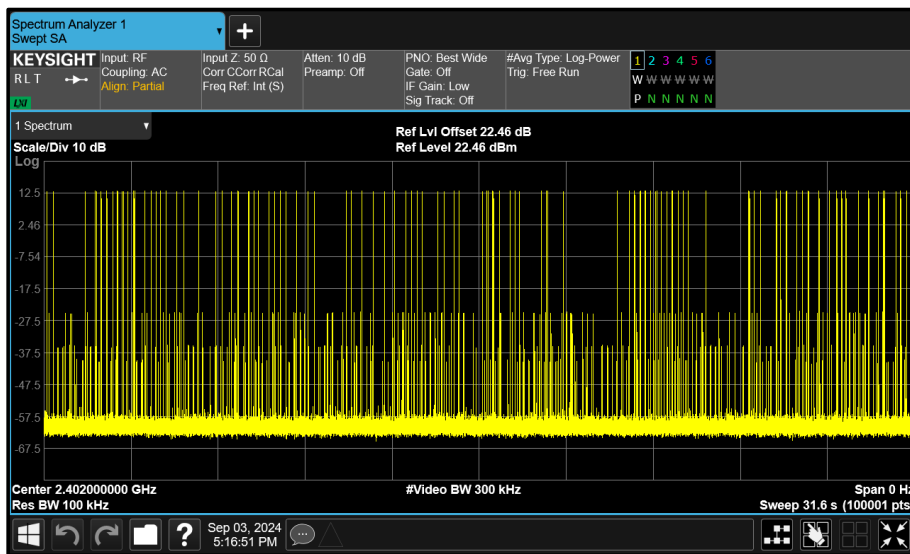 Spectrum Analyzer 1
Swept SA
+
KEYSIGHT
R L T
LXI
Input: RF
Coupling: AC
Align: Partial
Input Z: 50 Ω
Corr CCorr RCal
Freq Ref: Int (S)
Atten: 10 dB
Preamp: Off
PNO: Best Wide
Gate: Off
IF Gain: Low
Sig Track: Off
#Avg Type: Log-Power
Trig: Free Run
1 2 3 4 5 6
W W W W W W
P N N N N N
1 Spectrum
Scale/Div 10 dB
Log
Ref Lvl Offset 22.46 dB
Ref Level 22.46 dBm
12.5
2.46
-7.54
-17.5
-27.5
-37.5
-47.5
-57.5
-67.5
Center 2.402000000 GHz
Res BW 100 kHz
#Video BW 300 kHz
Span 0 Hz
Sweep 31.6 s (100001 pts
?
Sep 03, 2024
5:16:51 PM